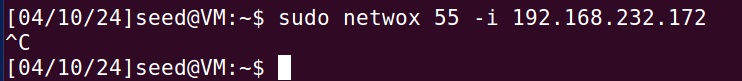 [04/10/24]seed@VM:~$ sudo netwox 55 -i 192.168.232.172
^C
[04/10/24]seed@VM:~$